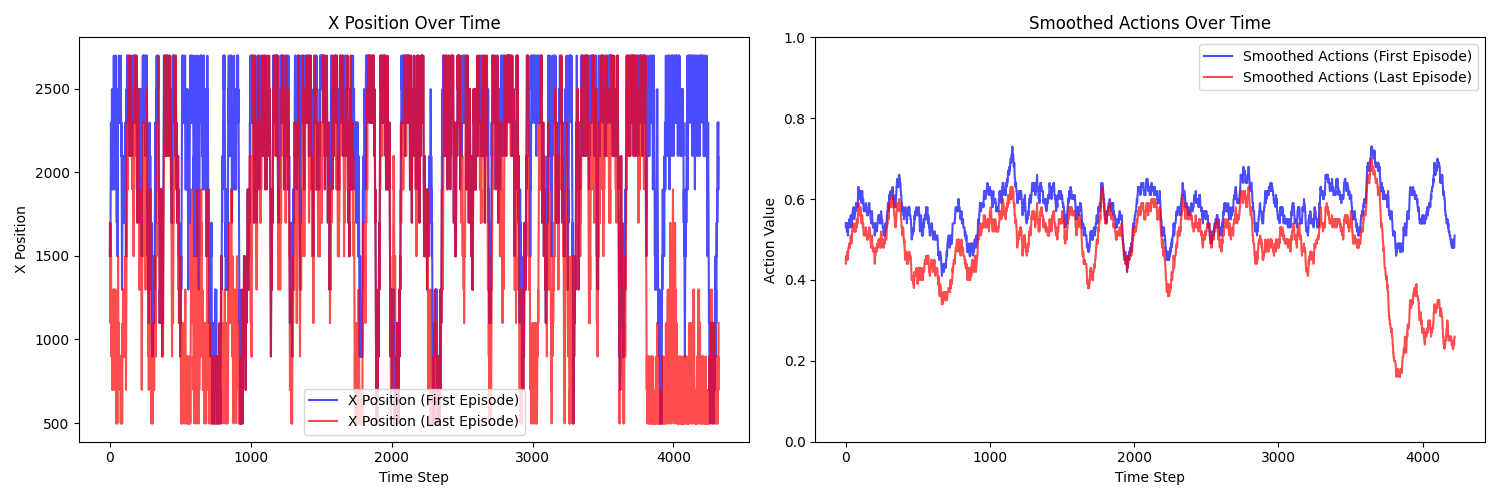 X Position Over Time
X Position
2500
2000
1500
1000
500
X Position (First Episode)
X Position (Last Episode)
0
1000
2000
3000
4000
Time Step
Smoothed Actions Over Time
Action Value
1.0
0.8
0.6
0.4
0.2
0.0
Smoothed Actions (First Episode)
Smoothed Actions (Last Episode)
0
1000
2000
3000
4000
Time Step